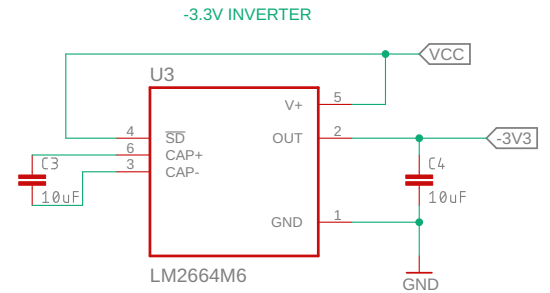 -3.3V INVERTER
VCC
U3
V+ 5
4 SD
OUT 2
-3V3
6 CAP+
3 CAP-
C3
10uF
C4
10uF
GND 1
LM2664M6
GND